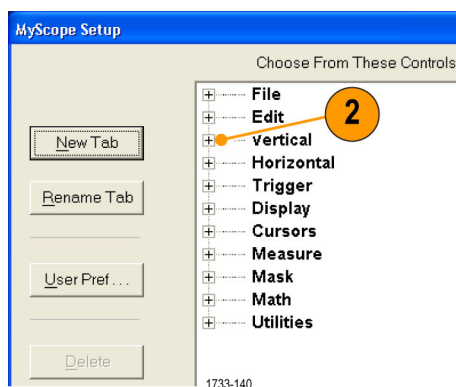 MyScope Setup
Choose From These Controls
File
Edit
2
Vertical
Horizontal
Trigger
Display
Cursors
Measure
Mask
Math
Utilities
New Tab
Rename Tab
User Pref . . .
Delete
1733-140